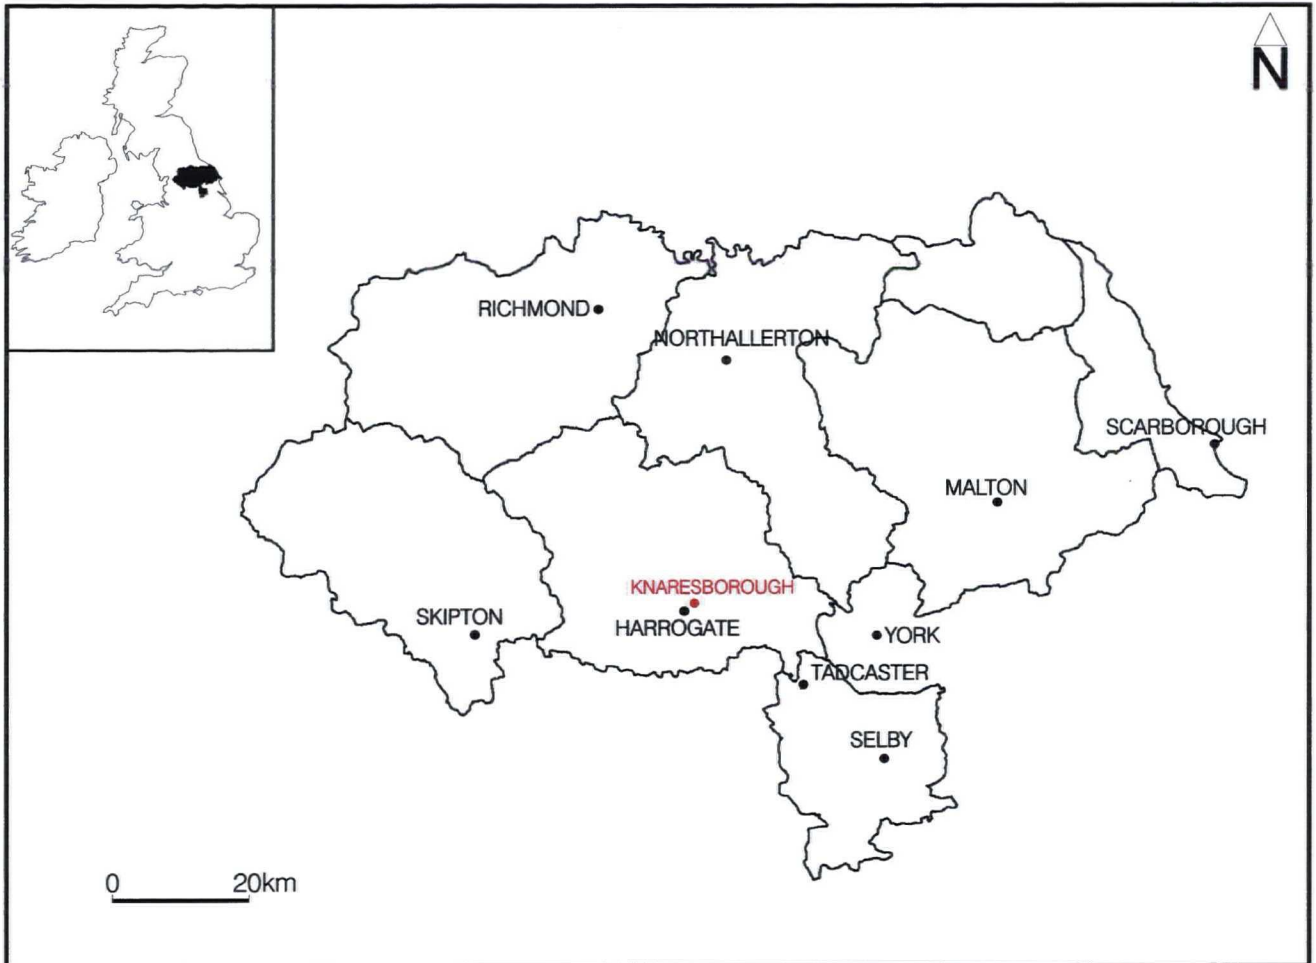 N
RICHMOND
NORTHALLERTON
SCARBOROUGH
MALTON
KNARESBOROUGH
SKIPTON
HARROGATE
YORK
TADCASTER
SELBY
0 20km